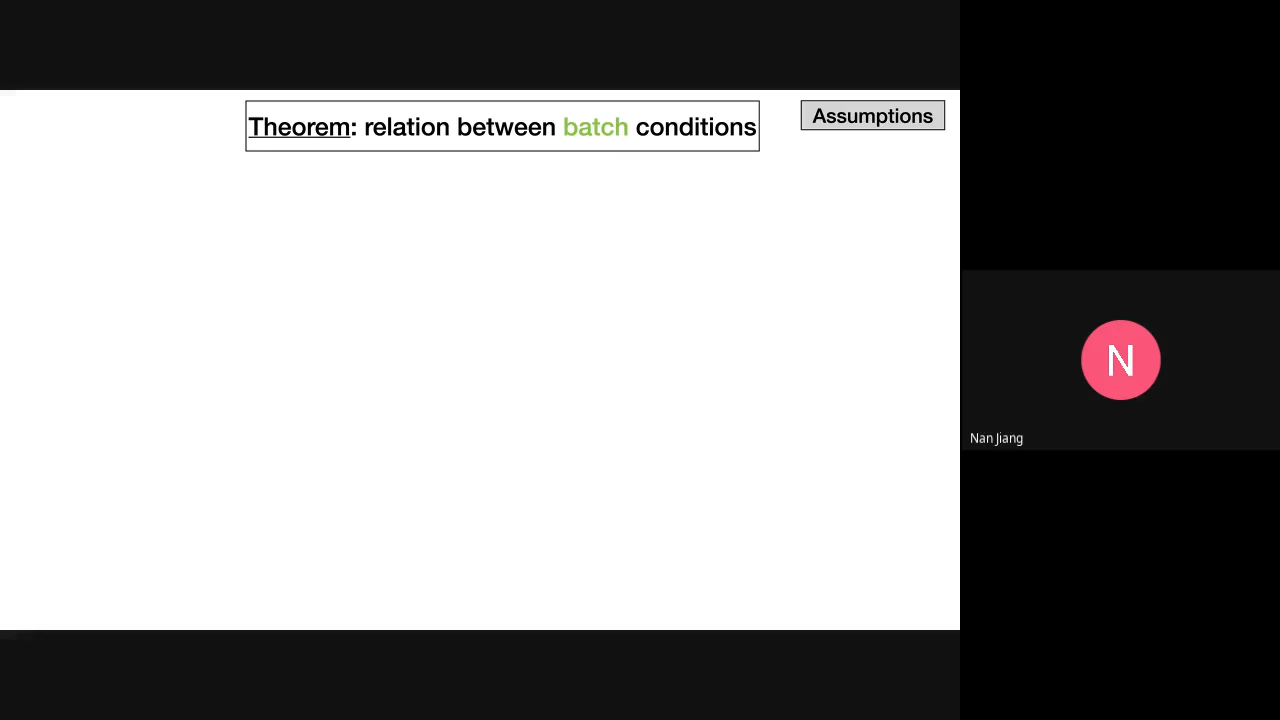 Theorem: relation between batch conditions
Assumptions
N
Nan Jiang